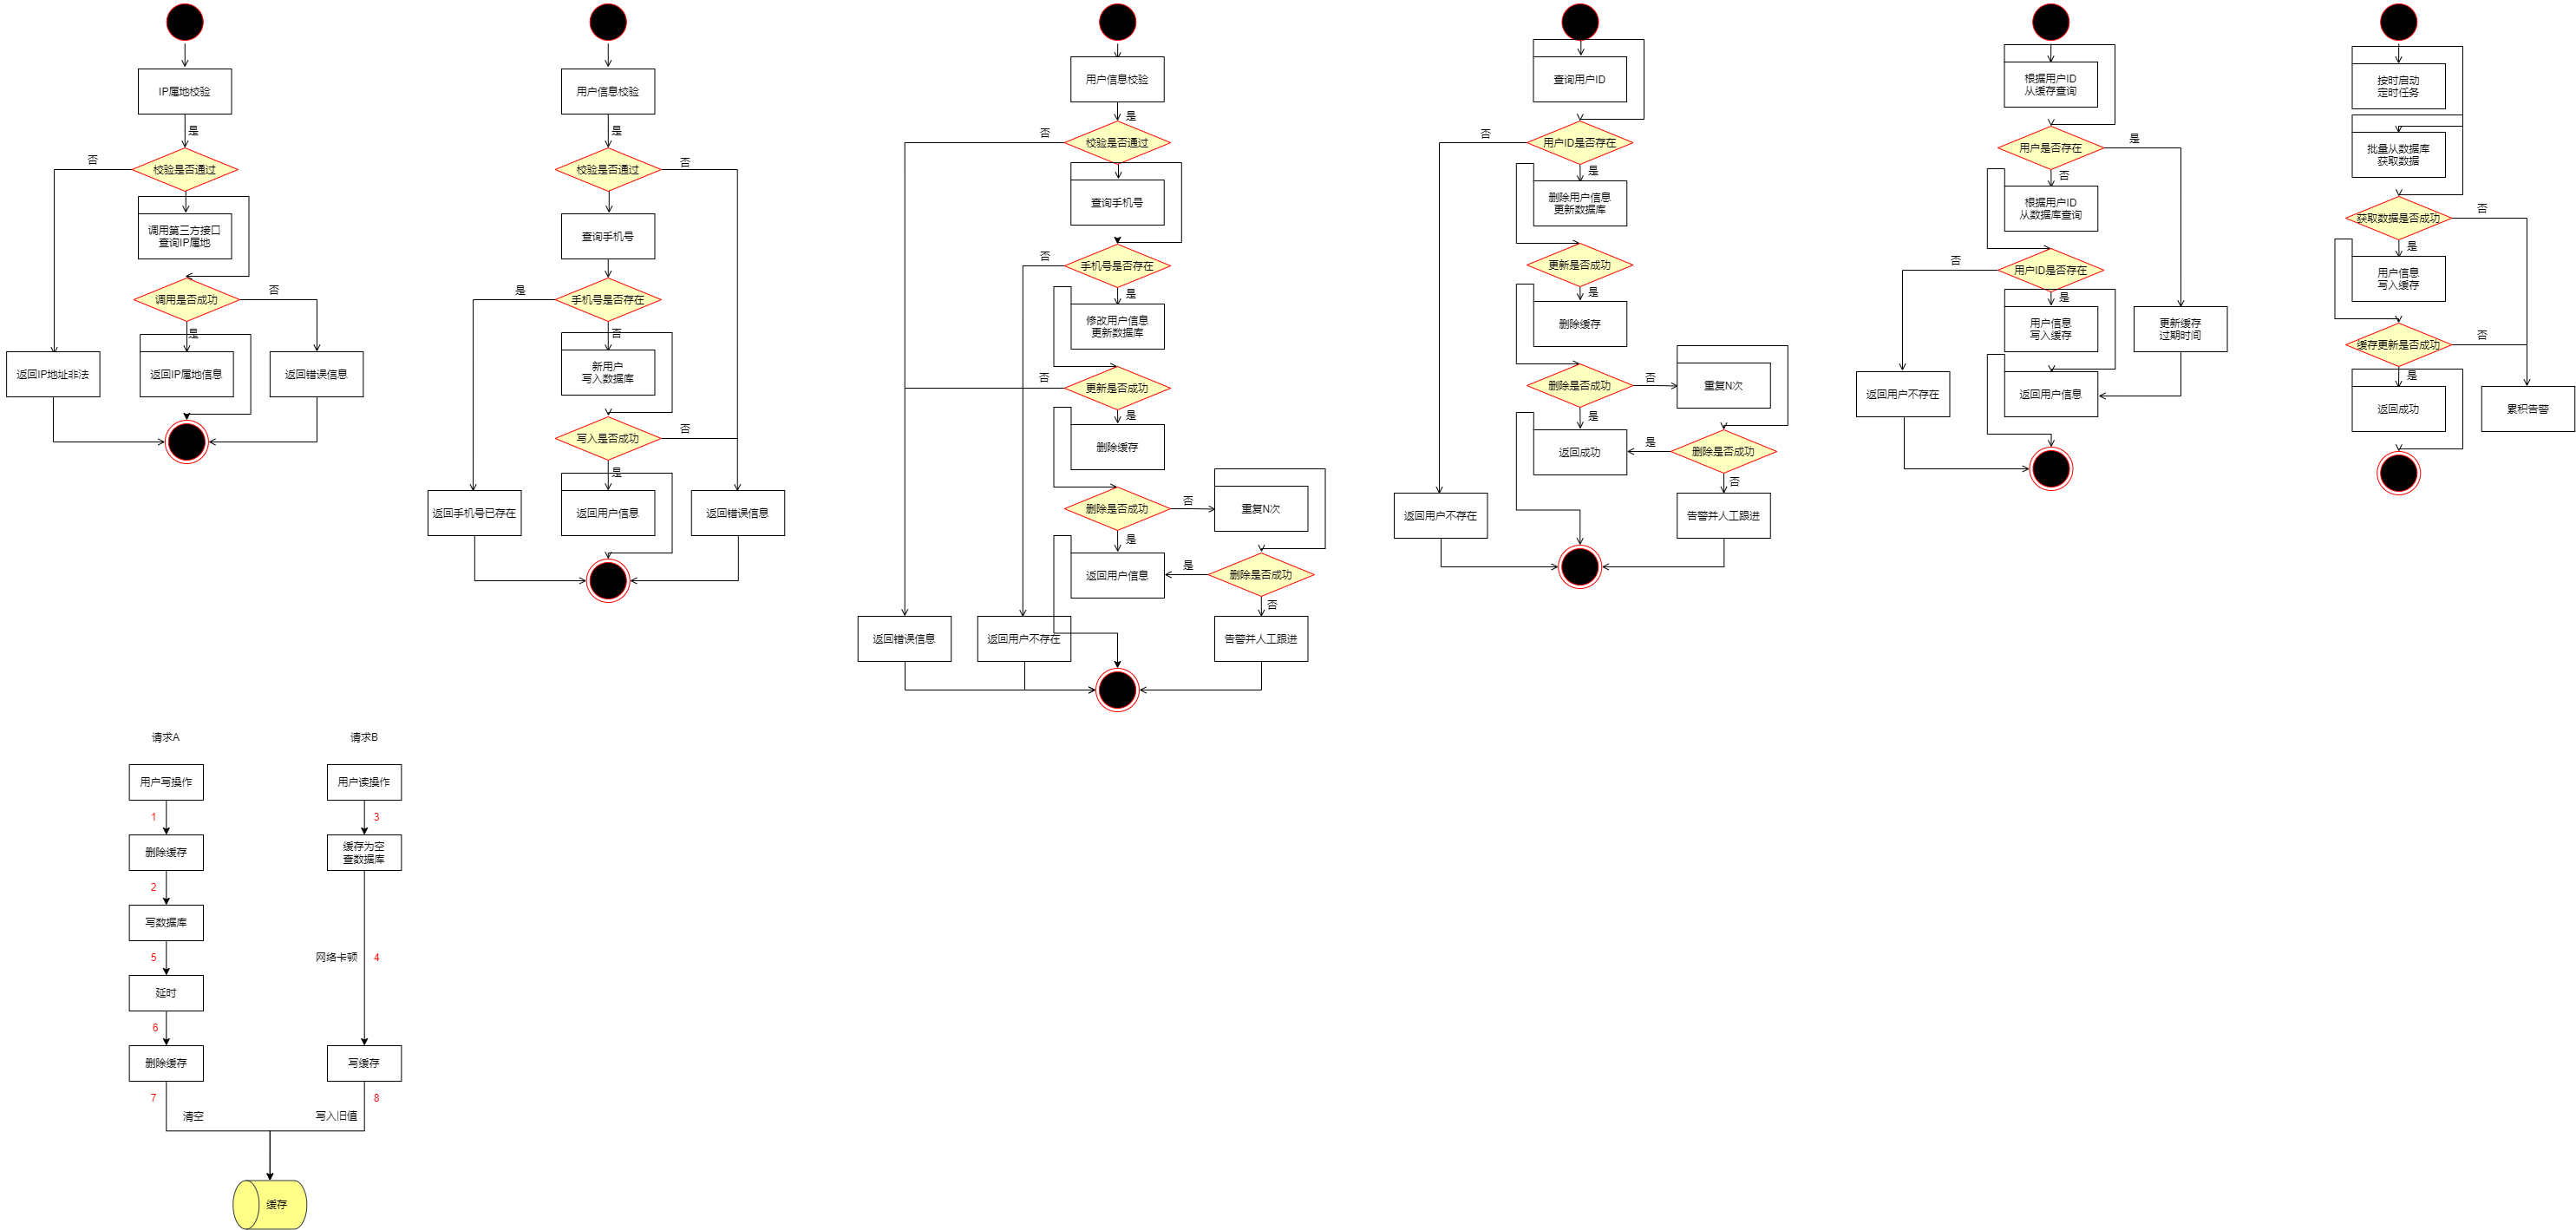 IP属地校验
是
校验是否通过
否
调用第三方接口
查询IP属地
调用是否成功
否
是
返回IP地址非法
返回IP属地信息
返回错误信息
用户信息校验
是
校验是否通过
否
查询手机号
手机号是否存在
是
否
新用户
写入数据库
写入是否成功
否
是
返回手机号已存在
返回用户信息
返回错误信息
用户信息校验
是
校验是否通过
否
查询手机号
手机号是否存在
否
是
修改用户信息
更新数据库
更新是否成功
否
是
删除缓存
删除是否成功
否
重复N次
是
返回用户信息
是
删除是否成功
否
返回错误信息
返回用户不存在
告警并人工跟进
查询用户ID
用户ID是否存在
否
是
删除用户信息
更新数据库
更新是否成功
是
删除缓存
删除是否成功
否
重复N次
是
返回成功
是
删除是否成功
否
返回用户不存在
告警并人工跟进
根据用户ID
从缓存查询
用户是否存在
是
否
根据用户ID
从数据库查询
用户ID是否存在
否
是
用户信息
写入缓存
更新缓存
过期时间
返回用户不存在
返回用户信息
按时启动
定时任务
批量从数据库
获取数据
获取数据是否成功
否
是
用户信息
写入缓存
缓存更新是否成功
否
是
返回成功
累积告警
请求A
请求B
用户写操作
用户读操作
1
3
删除缓存
缓存为空
查数据库
2
写数据库
5
网络卡顿
4
延时
6
删除缓存
写缓存
7
8
清空
写入旧值
缓存